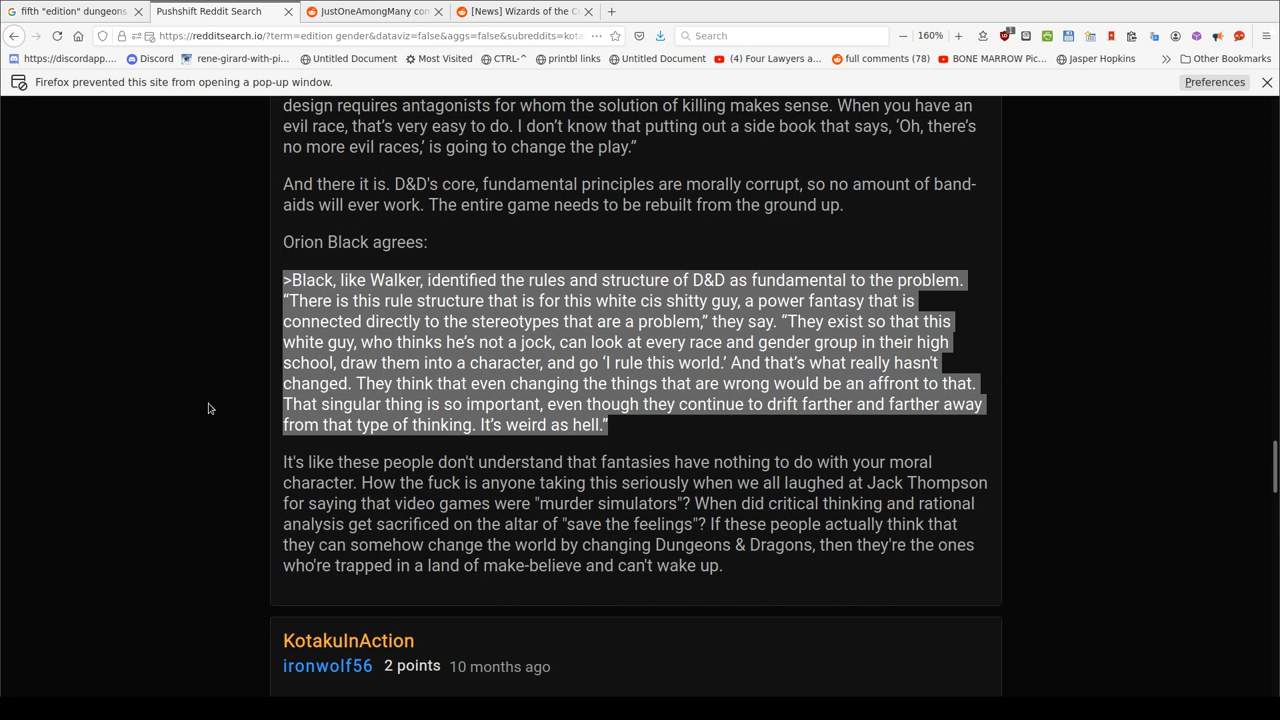 fifth "edition" dungeons
Pushshift Reddit Search
JustOneAmongMany con
[News] Wizards of the C
https://redditsearch.io/?term=edition gender&dataviz=false&aggs=false&subreddits=kota
Search
160%
https://discordapp....
Discord
rene-girard-with-pi...
Untitled Document
Most Visited
CTRL-^
printbl links
Untitled Document
(4) Four Lawyers a...
full comments (78)
BONE MARROW Pic...
Jasper Hopkins
Other Bookmarks
Firefox prevented this site from opening a pop-up window.
Preferences
design requires antagonists for whom the solution of killing makes sense. When you have an
evil race, that’s very easy to do. I don’t know that putting out a side book that says, ‘Oh, there’s
no more evil races,’ is going to change the play.”
And there it is. D&D's core, fundamental principles are morally corrupt, so no amount of band-
aids will ever work. The entire game needs to be rebuilt from the ground up.
Orion Black agrees:
>Black, like Walker, identified the rules and structure of D&D as fundamental to the problem.
“There is this rule structure that is for this white cis shitty guy, a power fantasy that is
connected directly to the stereotypes that are a problem,” they say. “They exist so that this
white guy, who thinks he’s not a jock, can look at every race and gender group in their high
school, draw them into a character, and go ‘I rule this world.’ And that’s what really hasn't
changed. They think that even changing the things that are wrong would be an affront to that.
That singular thing is so important, even though they continue to drift farther and farther away
from that type of thinking. It’s weird as hell.”
It's like these people don't understand that fantasies have nothing to do with your moral
character. How the fuck is anyone taking this seriously when we all laughed at Jack Thompson
for saying that video games were "murder simulators"? When did critical thinking and rational
analysis get sacrificed on the altar of "save the feelings"? If these people actually think that
they can somehow change the world by changing Dungeons & Dragons, then they're the ones
who're trapped in a land of make-believe and can't wake up.
KotakuInAction
ironwolf56 2 points 10 months ago